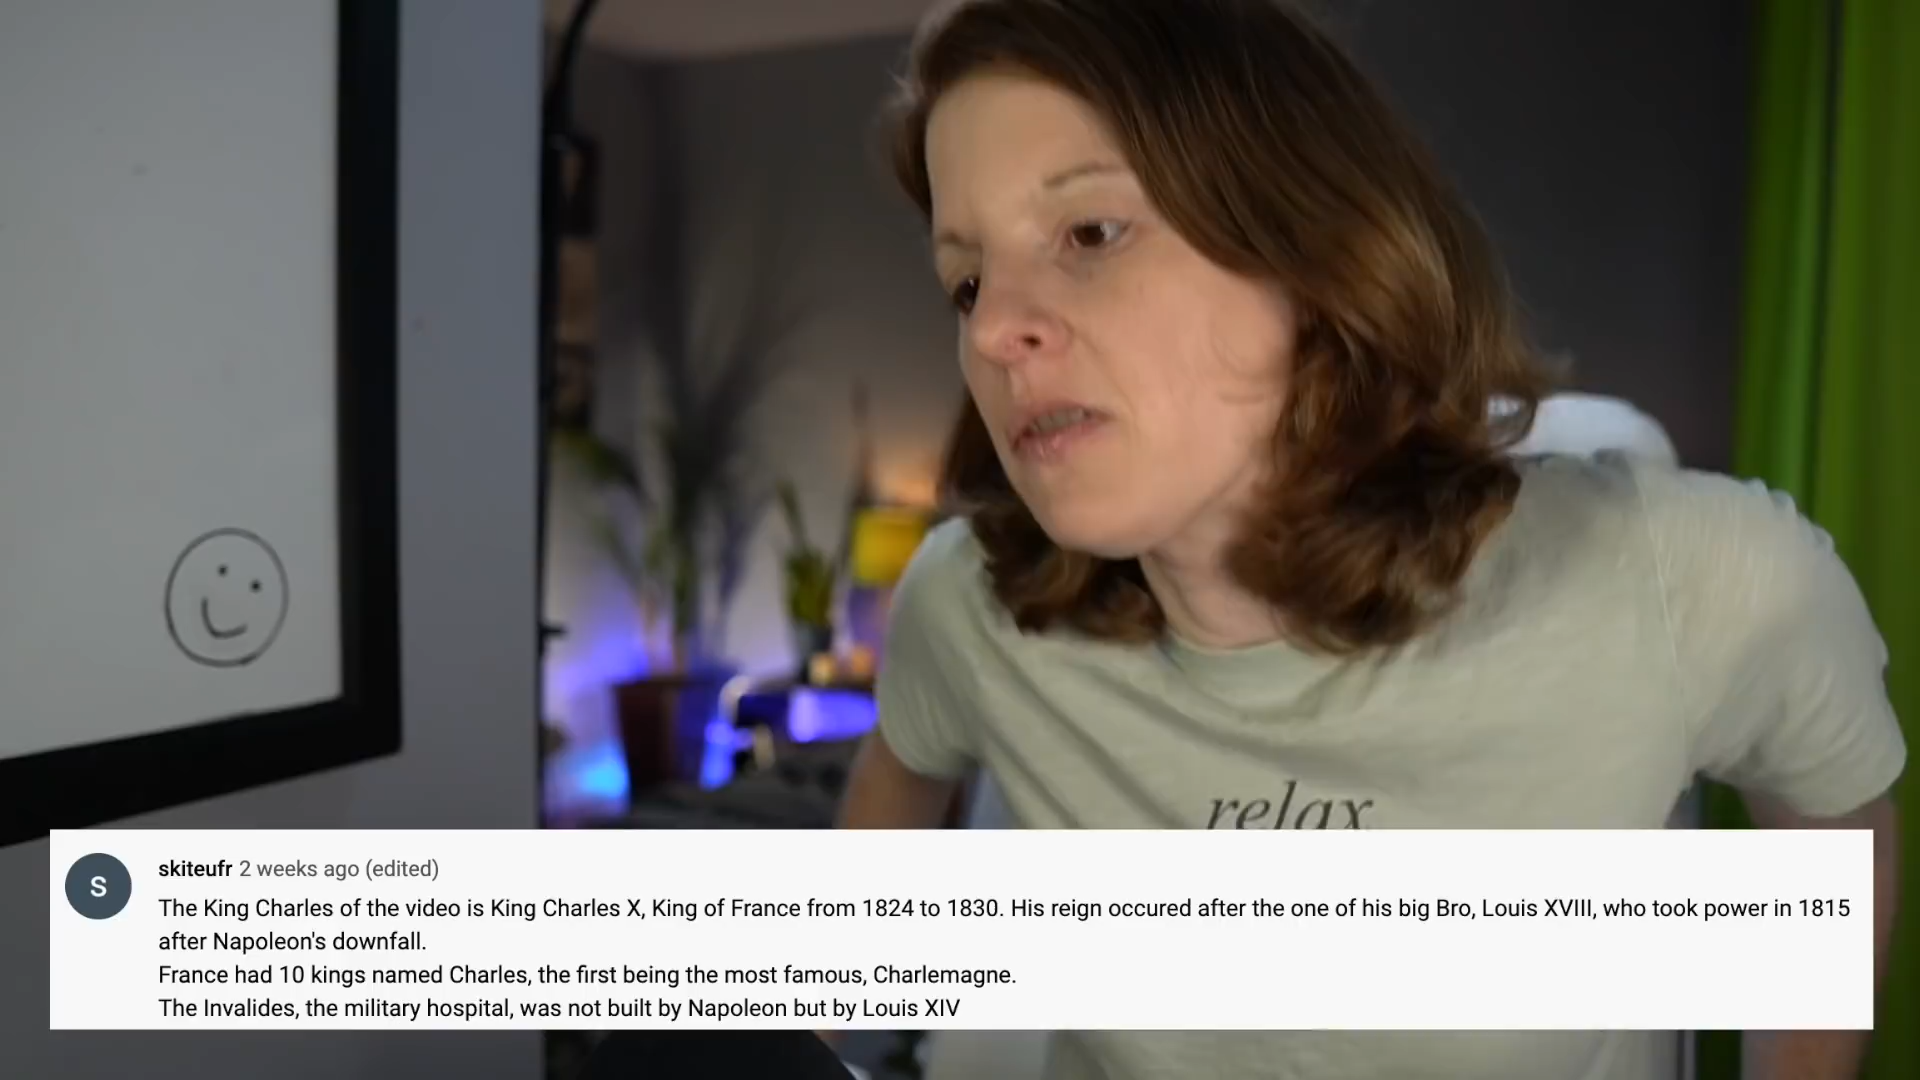 relax
S
skiteufr 2 weeks ago (edited)
The King Charles of the video is King Charles X, King of France from 1824 to 1830. His reign occured after the one of his big Bro, Louis XVIII, who took power in 1815
after Napoleon's downfall.
France had 10 kings named Charles, the first being the most famous, Charlemagne.
The Invalides, the military hospital, was not built by Napoleon but by Louis XIV